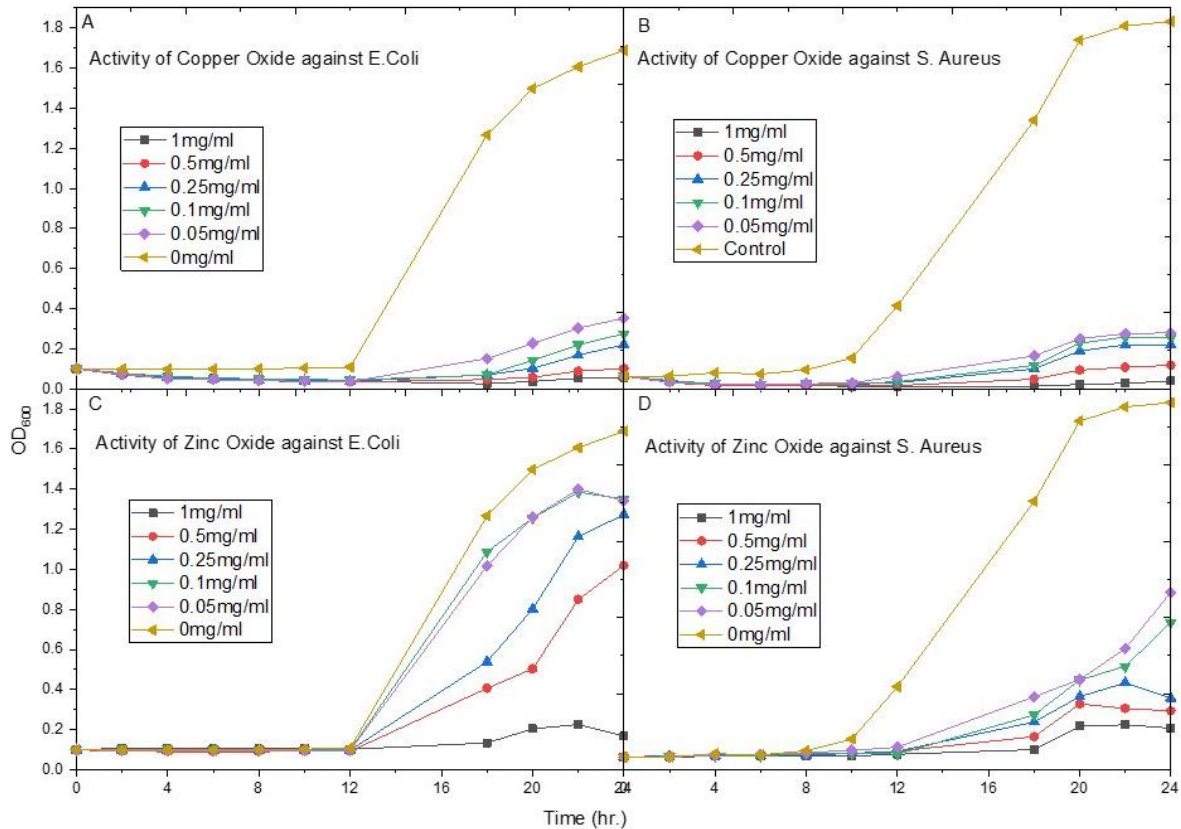 A
Activity of Copper Oxide against E.Coli
1mg/ml
0.5mg/ml
0.25mg/ml
0.1mg/ml
0.05mg/ml
0mg/ml
1.8
1.6
1.4
1.2
1.0
0.8
0.6
0.4
0.2
0.0
B
Activity of Copper Oxide against S. Aureus
1mg/ml
0.5mg/ml
0.25mg/ml
0.1mg/ml
0.05mg/ml
Control
C
Activity of Zinc Oxide against E.Coli
1mg/ml
0.5mg/ml
0.25mg/ml
0.1mg/ml
0.05mg/ml
0mg/ml
1.8
1.6
1.4
1.2
1.0
0.8
0.6
0.4
0.2
0.0
0 4 8 12 16 20
D
Activity of Zinc Oxide against S. Aureus
1mg/ml
0.5mg/ml
0.25mg/ml
0.1mg/ml
0.05mg/ml
0mg/ml
4 8 12 16 20 24
OD600
Time (hr.)